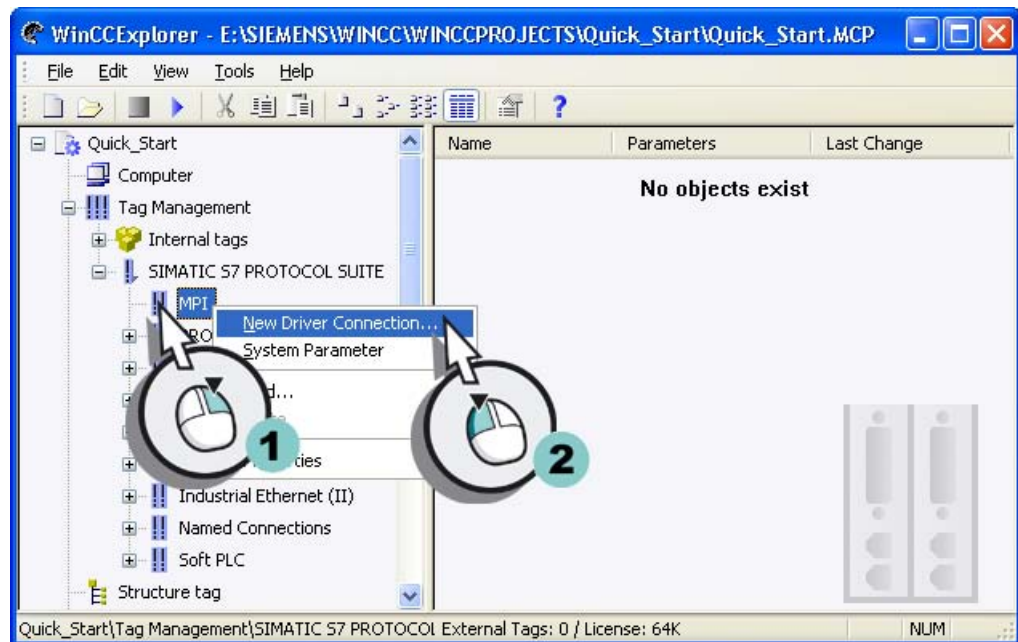 WinCCExplorer - E:\SIEMENS\WINCC\WINCCPROJECTS\Quick_Start\Quick_Start.MCP
File Edit View Tools Help
Quick_Start
Computer
Tag Management
Internal tags
SIMATIC S7 PROTOCOL SUITE
MPI
New Driver Connection...
System Parameter
1
2
Industrial Ethernet (II)
Named Connections
Soft PLC
Structure tag
Name Parameters Last Change
No objects exist
Quick_Start\Tag Management\SIMATIC S7 PROTOCOL External Tags: 0 / License: 64K NUM